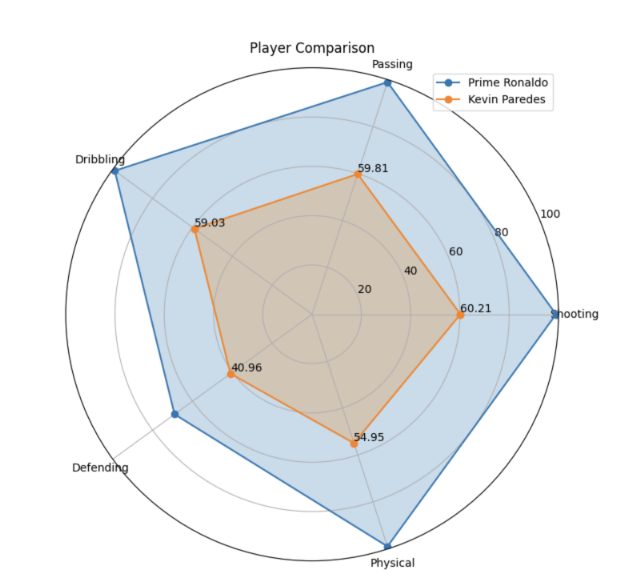 Player Comparison
Passing
Prime Ronaldo
Kevin Paredes
Dribbling
59.81
100
59.03
80
60
40
20
60.21
Shooting
40.96
54.95
Defending
Physical